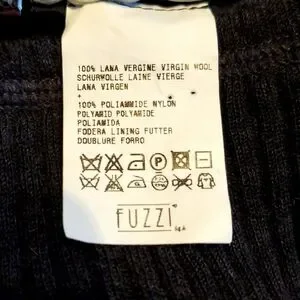 100% LANA VERGINE VIRGIN WOOL
SCHURWOLLE LAINE VIERGE
LANA VIRGEN
+
100% POLIAMMIDE NYLON
POLYAMID POLYAMIDE
POLIAMIDA
FODERA LINING FUTTER
DOUBLURE FORRO
P
FUZZI
S.p.A.